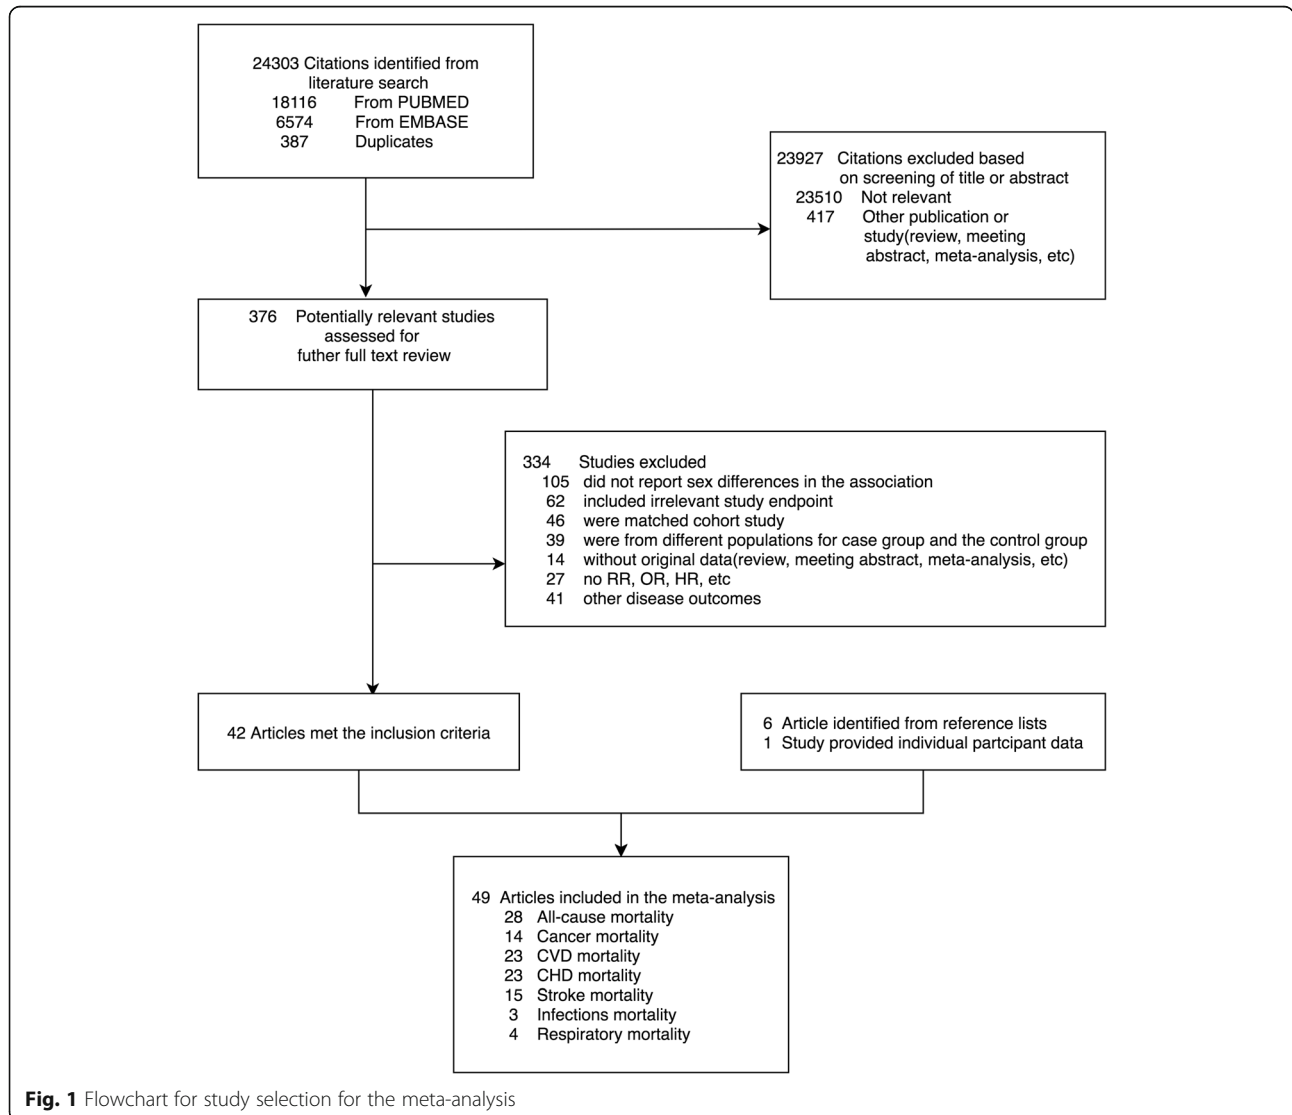 24303 Citations identified from
literature search
18116 From PUBMED
6574 From EMBASE
387 Duplicates
23927 Citations excluded based
on screening of title or abstract
23510 Not relevant
417 Other publication or
study(review, meeting
abstract, meta-analysis, etc)
376 Potentially relevant studies
assessed for
futher full text review
334 Studies excluded
105 did not report sex differences in the association
62 included irrelevant study endpoint
46 were matched cohort study
39 were from different populations for case group and the control group
14 without original data(review, meeting abstract, meta-analysis, etc)
27 no RR, OR, HR, etc
41 other disease outcomes
42 Articles met the inclusion criteria
6 Article identified from reference lists
1 Study provided individual partcipant data
49 Articles included in the meta-analysis
28 All-cause mortality
14 Cancer mortality
23 CVD mortality
23 CHD mortality
15 Stroke mortality
3 Infections mortality
4 Respiratory mortality
Fig. 1 Flowchart for study selection for the meta-analysis